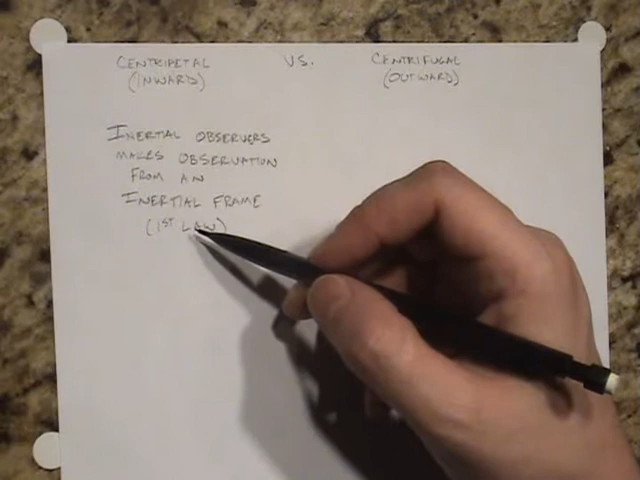 CENTRIPETAL VS. CENTRIFUGAL
(INWARD) (OUTWARD)
INERTIAL OBSERVERS
MAKES OBSERVATION
FROM AN
INERTIAL FRAME
(1ST LAW)